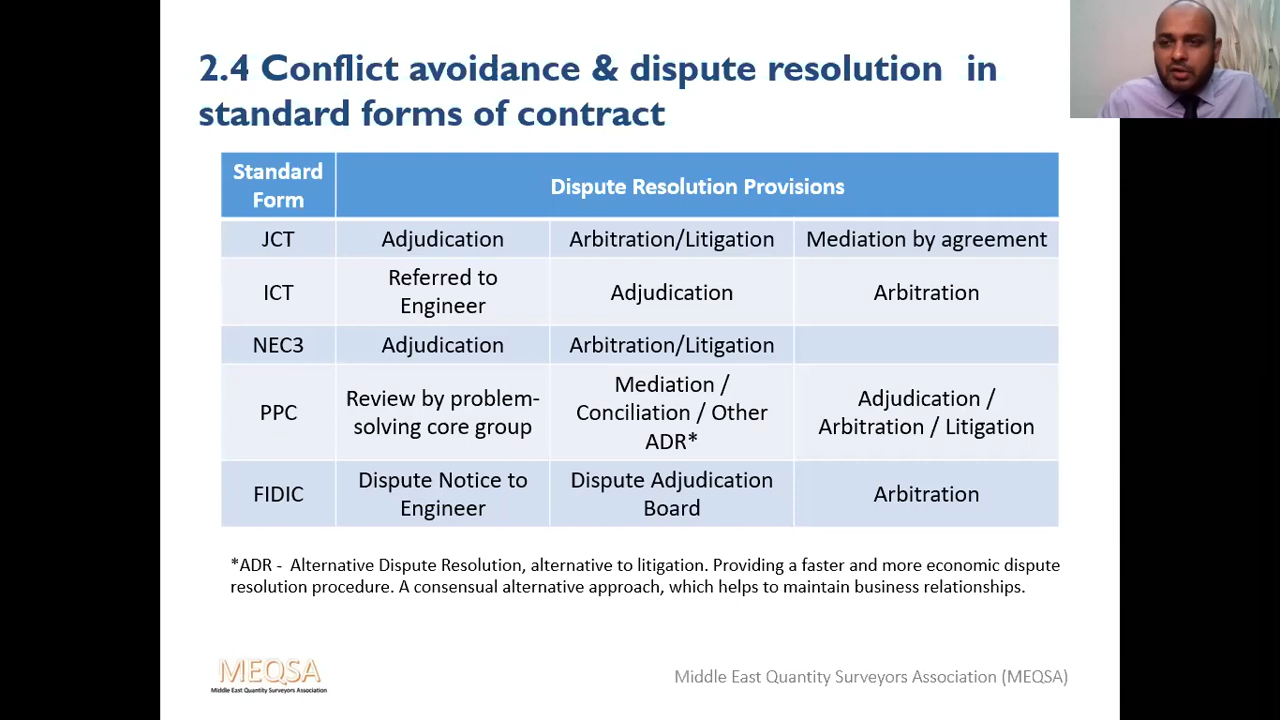 2.4 Conflict avoidance & dispute resolution in
standard forms of contract
Standard
Form
Dispute Resolution Provisions
JCT
Adjudication
Arbitration/Litigation
Mediation by agreement
ICT
Referred to
Engineer
Adjudication
Arbitration
NEC3
Adjudication
Arbitration/Litigation
PPC
Review by problem-
solving core group
Mediation /
Conciliation / Other
ADR*
Adjudication /
Arbitration / Litigation
FIDIC
Dispute Notice to
Engineer
Dispute Adjudication
Board
Arbitration
*ADR - Alternative Dispute Resolution, alternative to litigation. Providing a faster and more economic dispute
resolution procedure. A consensual alternative approach, which helps to maintain business relationships.
MEQSA
Middle East Quantity Surveyors Association
Middle East Quantity Surveyors Association (MEQSA)